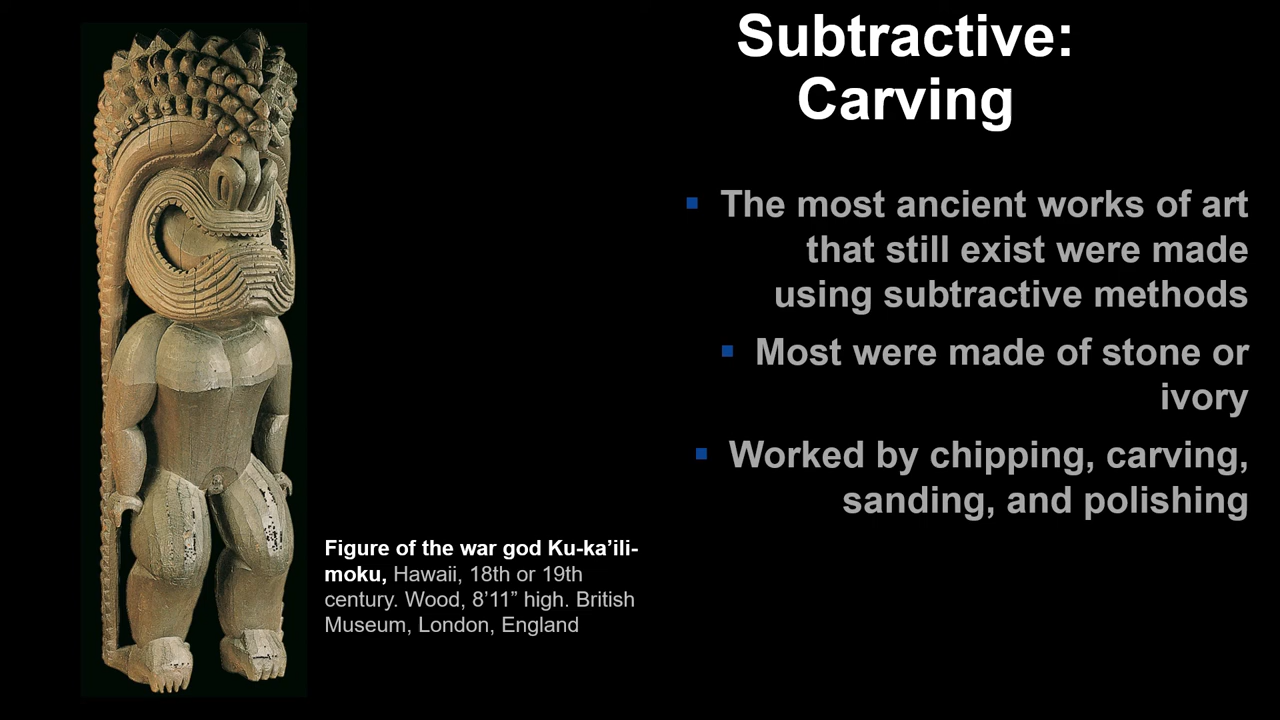 Subtractive:
Carving
▪ The most ancient works of art
that still exist were made
using subtractive methods
▪ Most were made of stone or
ivory
▪ Worked by chipping, carving,
sanding, and polishing
Figure of the war god Ku-ka’ili-
moku, Hawaii, 18th or 19th
century. Wood, 8’11” high. British
Museum, London, England